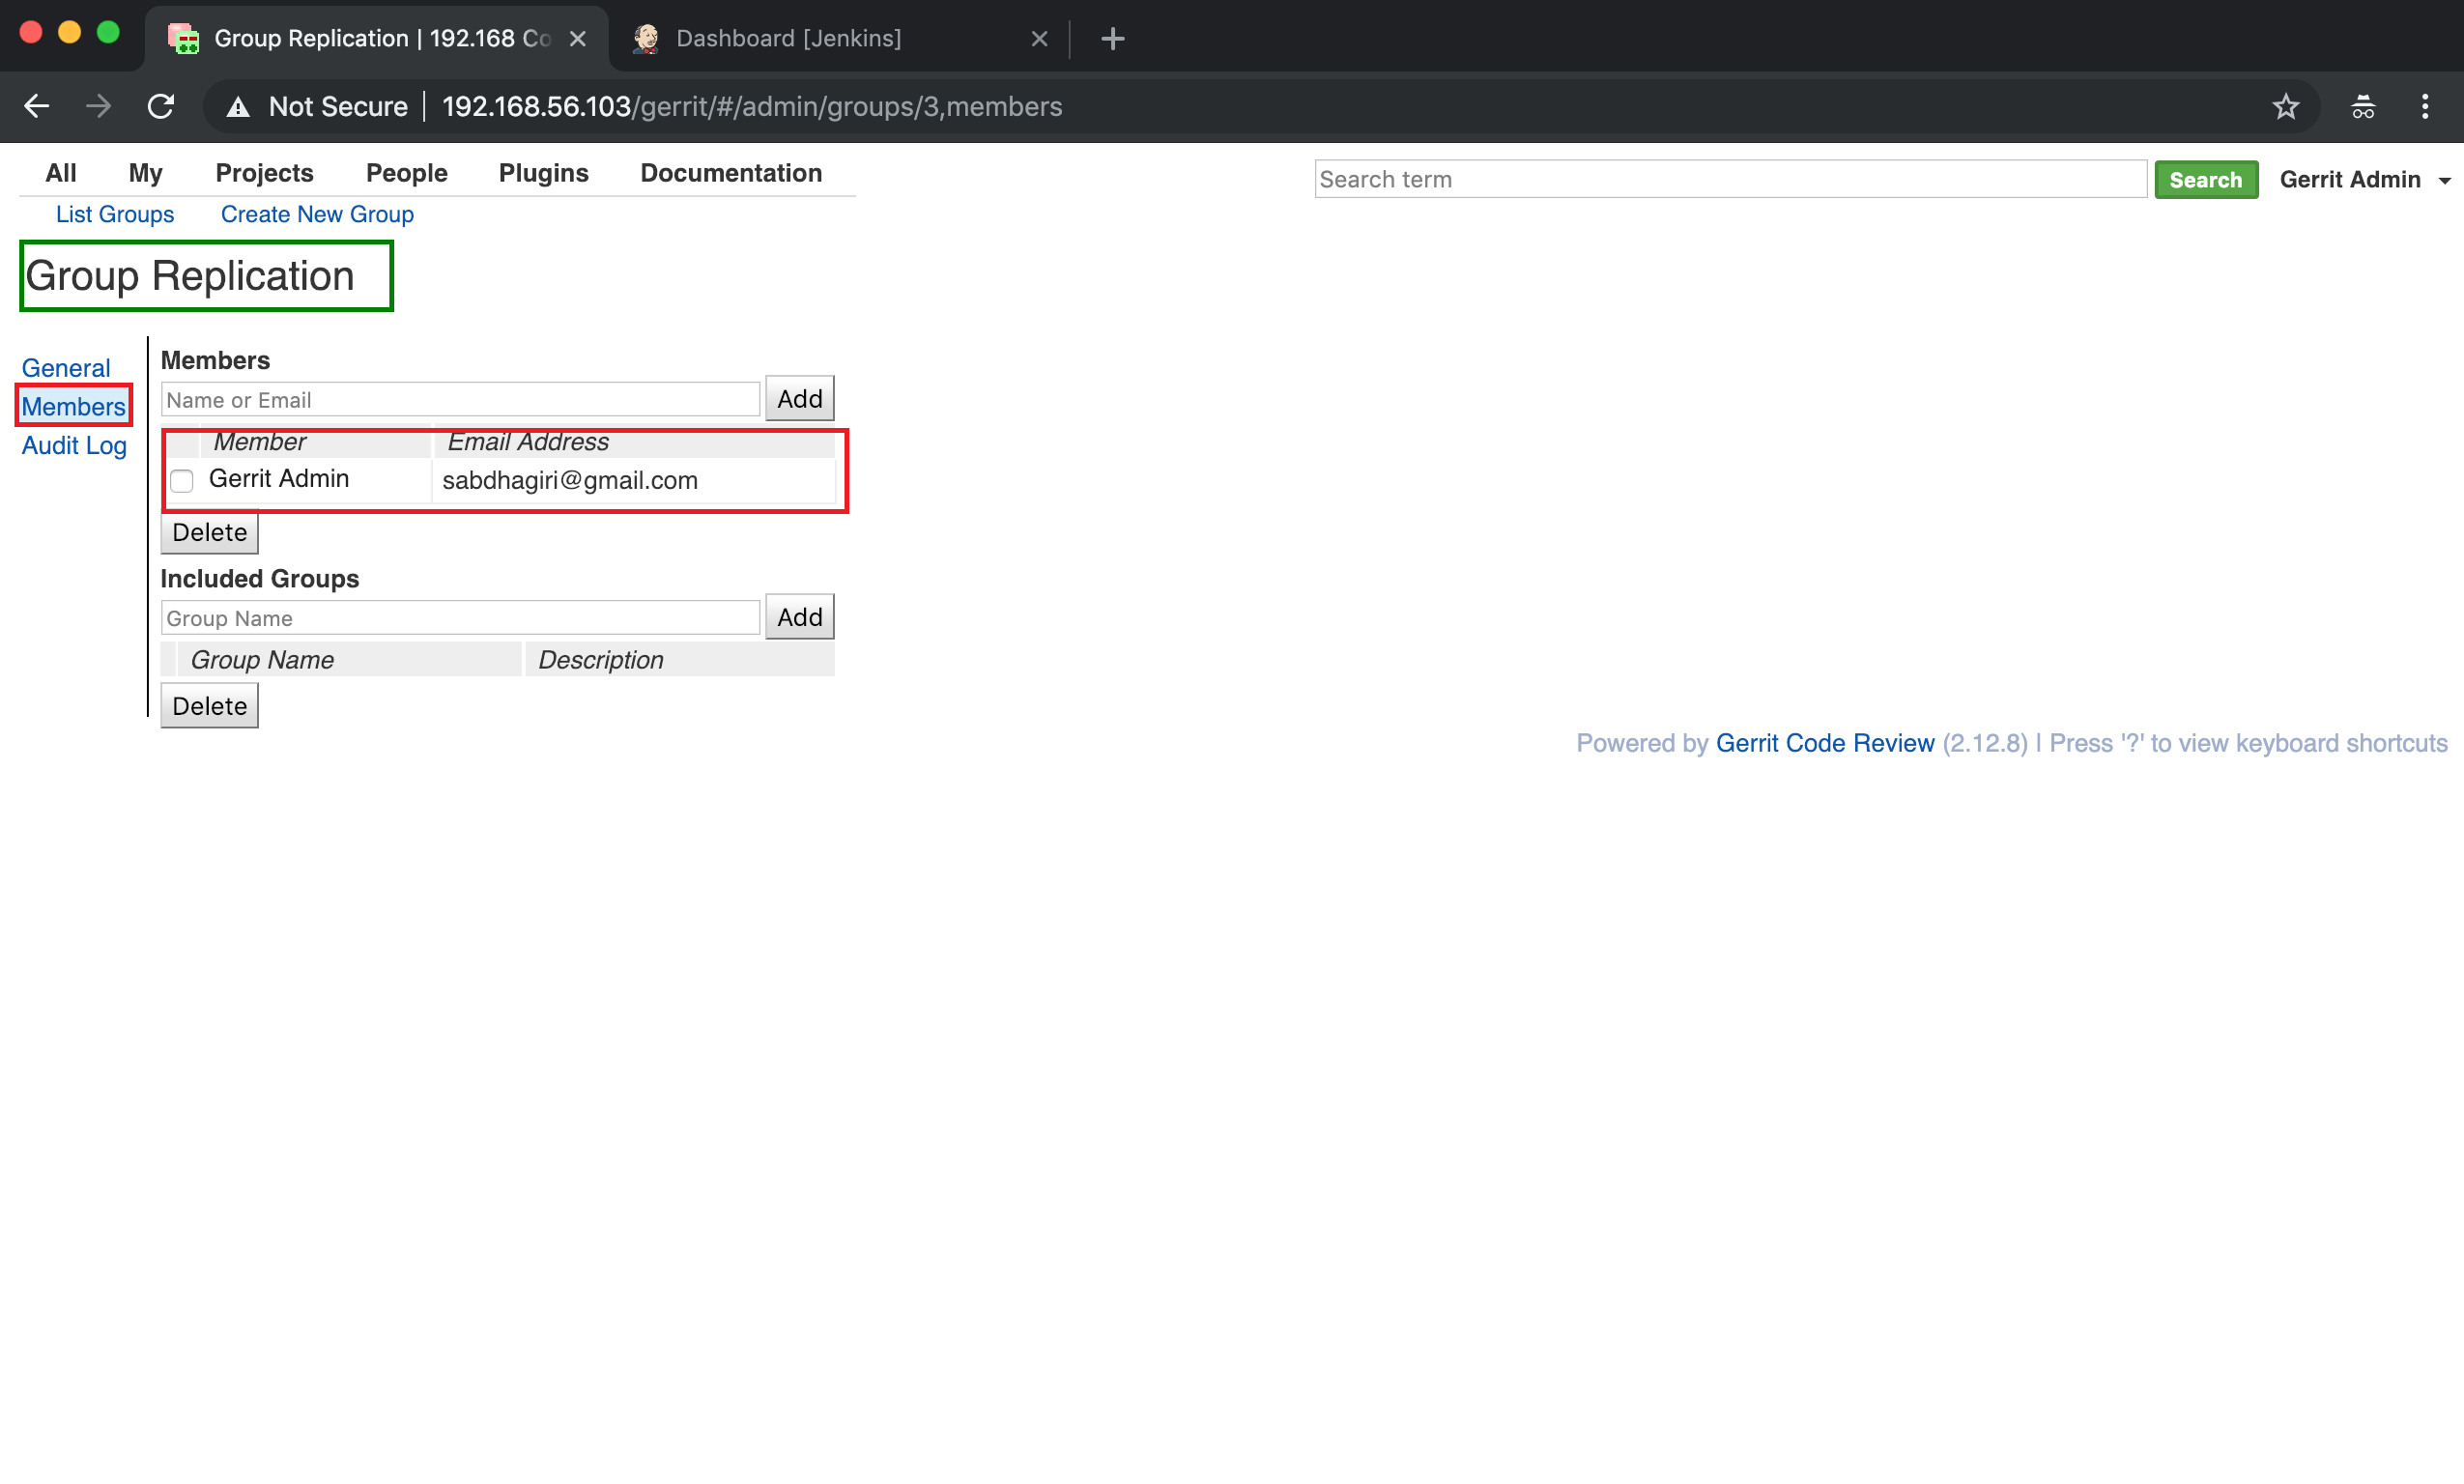 Group Replication | 192.168 Co
Dashboard [Jenkins]
Not Secure | 192.168.56.103/gerrit/#/admin/groups/3,members
All My Projects People Plugins Documentation
Search term Search Gerrit Admin
List Groups Create New Group
Group Replication
General
Members
Audit Log
Members
Name or Email Add
Member Email Address
Gerrit Admin sabdhagiri@gmail.com
Delete
Included Groups
Group Name Add
Group Name Description
Delete
Powered by Gerrit Code Review (2.12.8) | Press '?' to view keyboard shortcuts